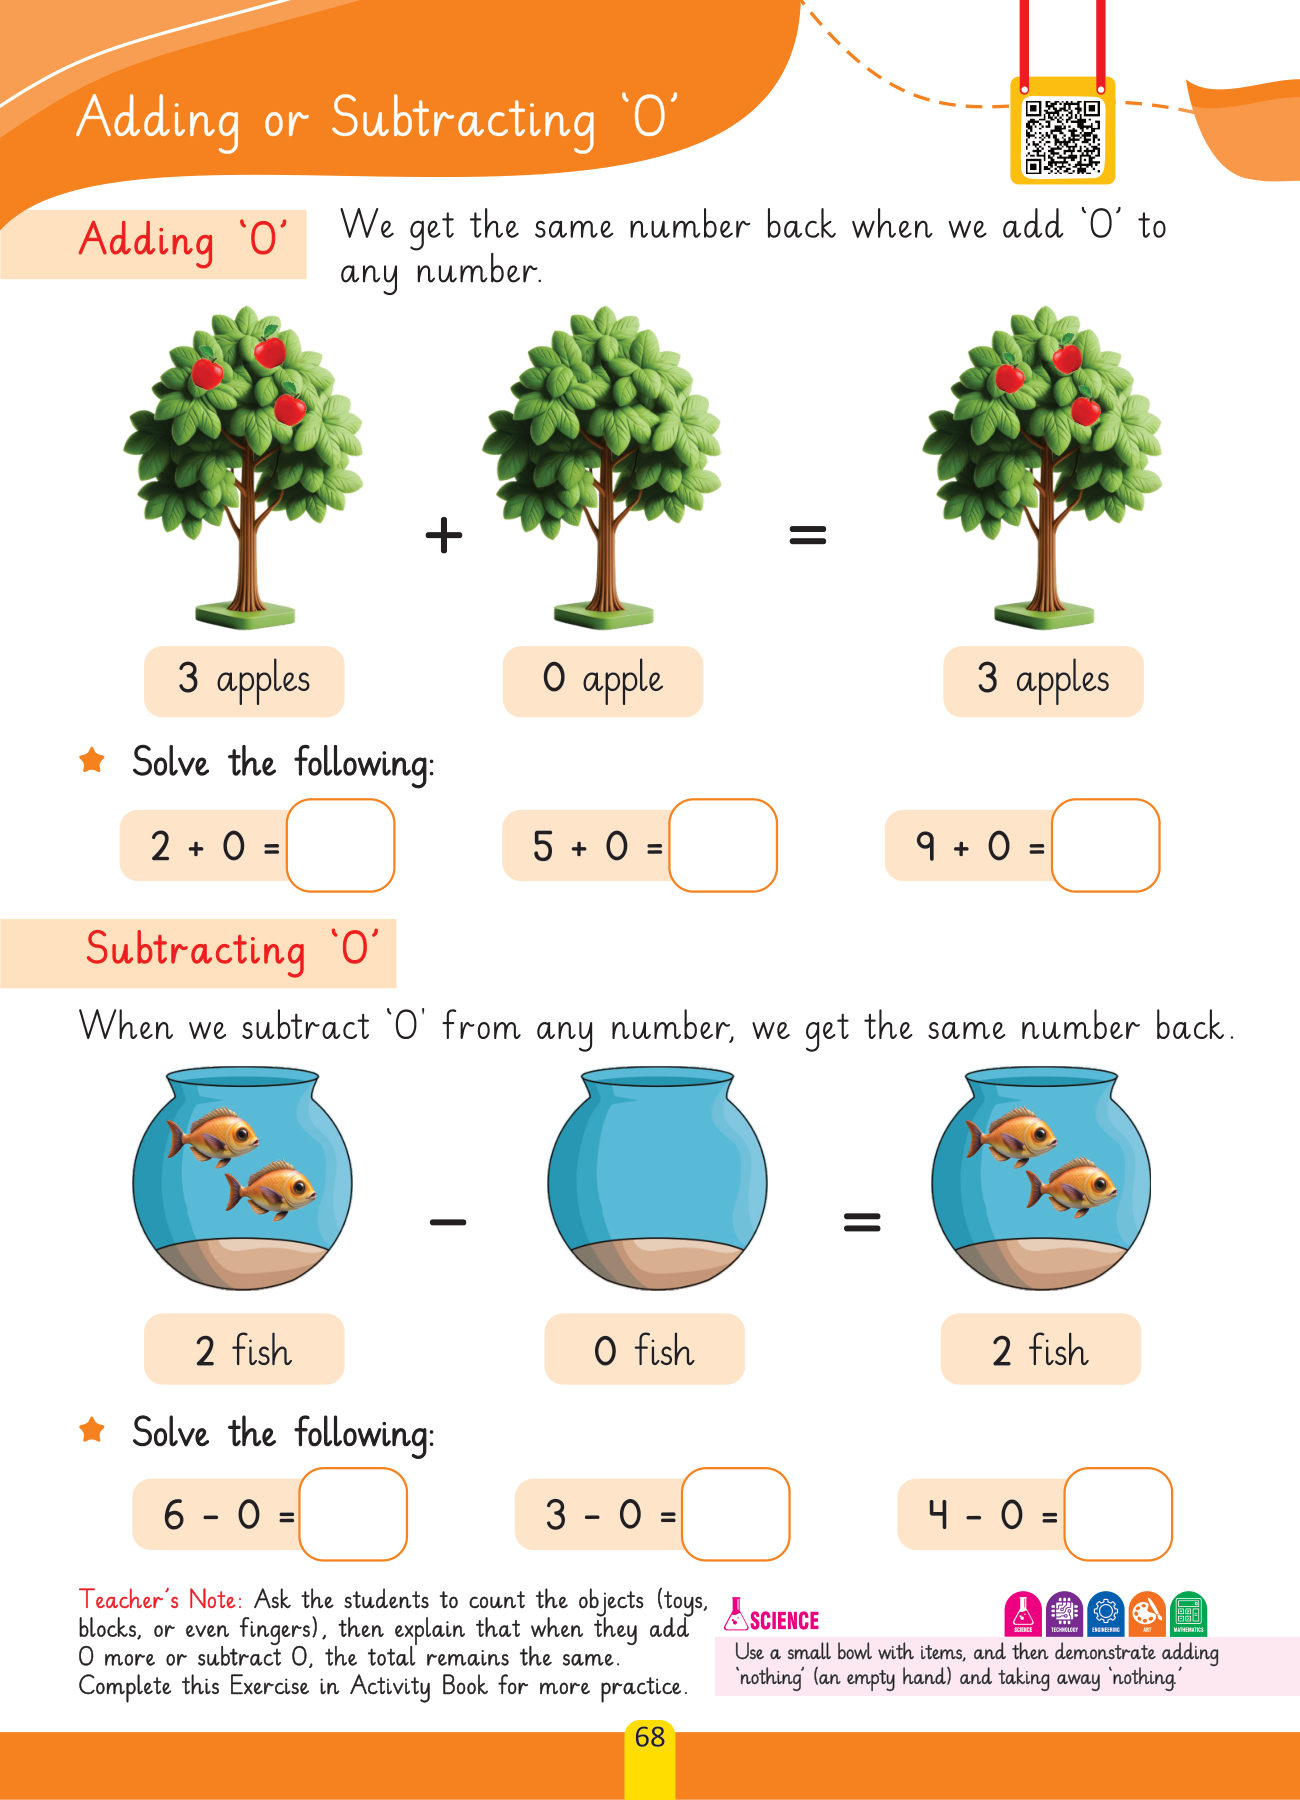 Adding or Subtracting ‘0’
Adding ‘0’
We get the same number back when we add ‘0’ to
any number.
+
=
3 apples
0 apple
3 apples
Solve the following:
2 + 0 =
5 + 0 =
9 + 0 =
Subtracting ‘0’
When we subtract ‘0' from any number, we get the same number back.
–
=
2 fish
0 fish
2 fish
Solve the following:
6 – 0 =
3 – 0 =
4 – 0 =
Teacher’s Note: Ask the students to count the objects (toys,
blocks, or even fingers), then explain that when they add
0 more or subtract 0, the total remains the same.
Complete this Exercise in Activity Book for more practice.
SCIENCE
SCIENCE
TECHNOLOGY
ENGINEERING
ART
MATHEMATICS
Use a small bowl with items, and then demonstrate adding
‘nothing’ (an empty hand) and taking away ‘nothing.’
68